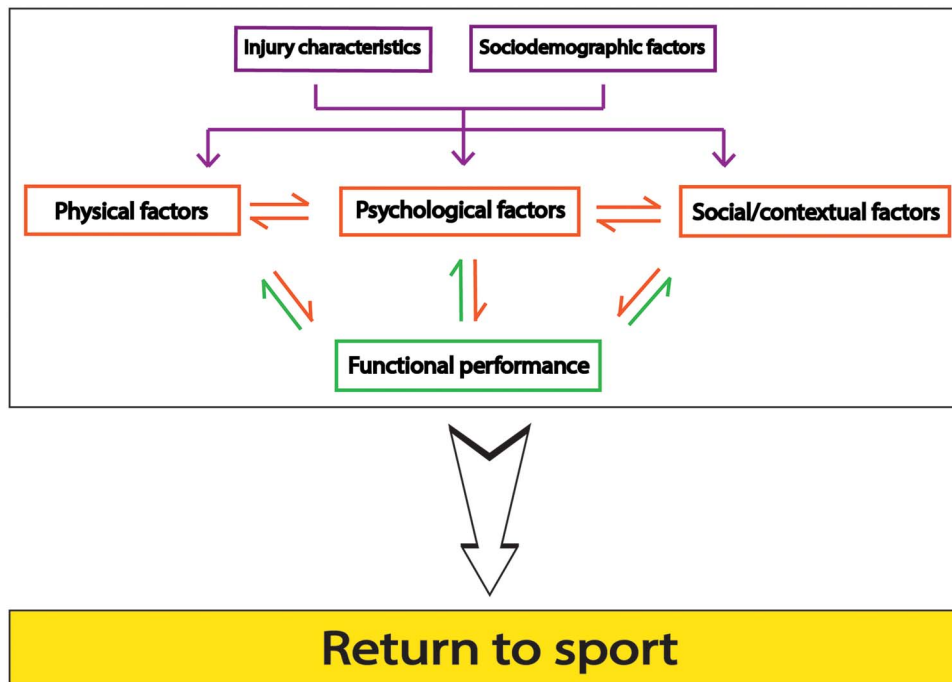 Injury characteristics
Sociodemographic factors
Physical factors
Psychological factors
Social/contextual factors
Functional performance
Return to sport